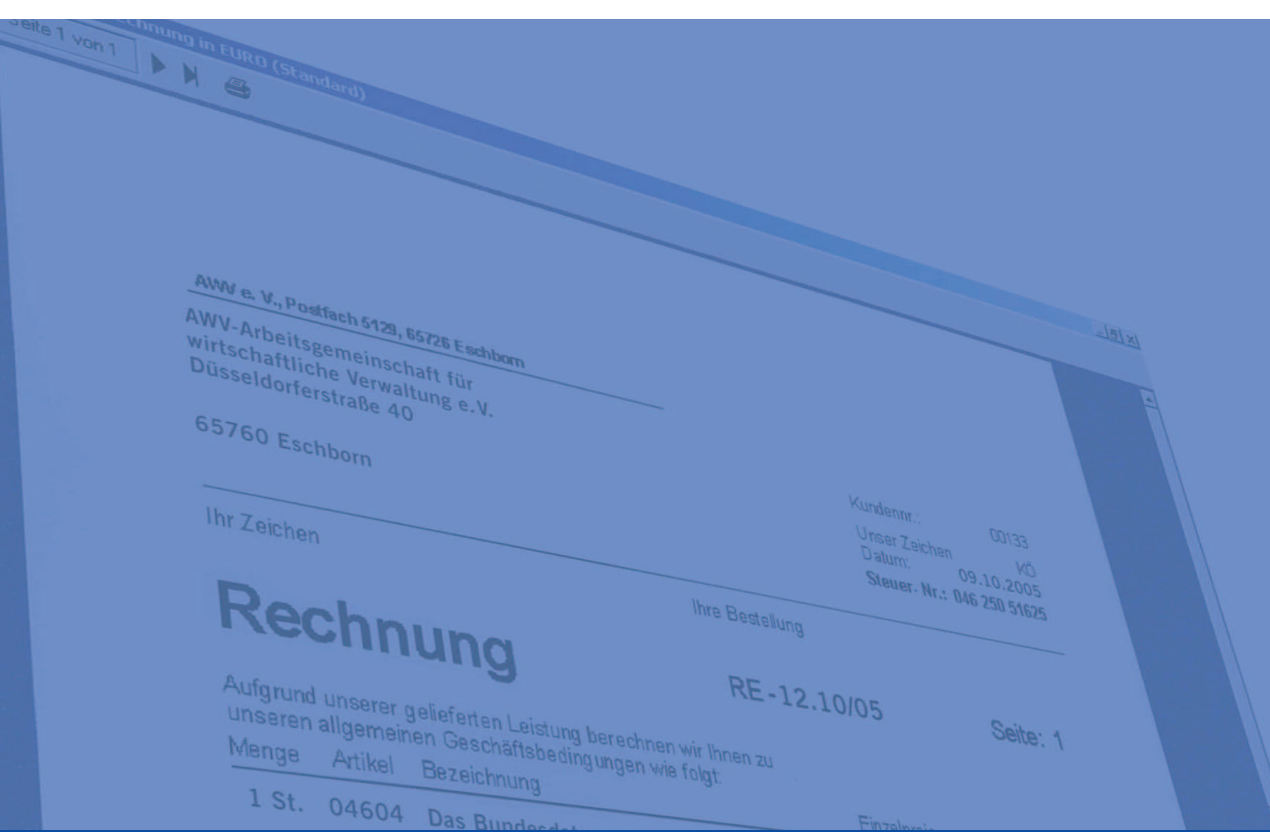 Seite 1 von 1
chnung in EURO (Standard)
AWV e. V., Postfach 5129, 65726 Eschborn
AWV-Arbeitsgemeinschaft für
wirtschaftliche Verwaltung e.V.
Düsseldorferstraße 40
65760 Eschborn
Kundennr.: 00133
Unser Zeichen KÖ
Datum: 09.10.2005
Steuer. Nr.: 046 250 51625
Ihr Zeichen
Ihre Bestellung
Rechnung
RE-12.10/05
Seite: 1
Aufgrund unserer gelieferten Leistung berechnen wir Ihnen zu
unseren allgemeinen Geschäftsbedingungen wie folgt:
Menge Artikel Bezeichnung
1 St. 04604 Das